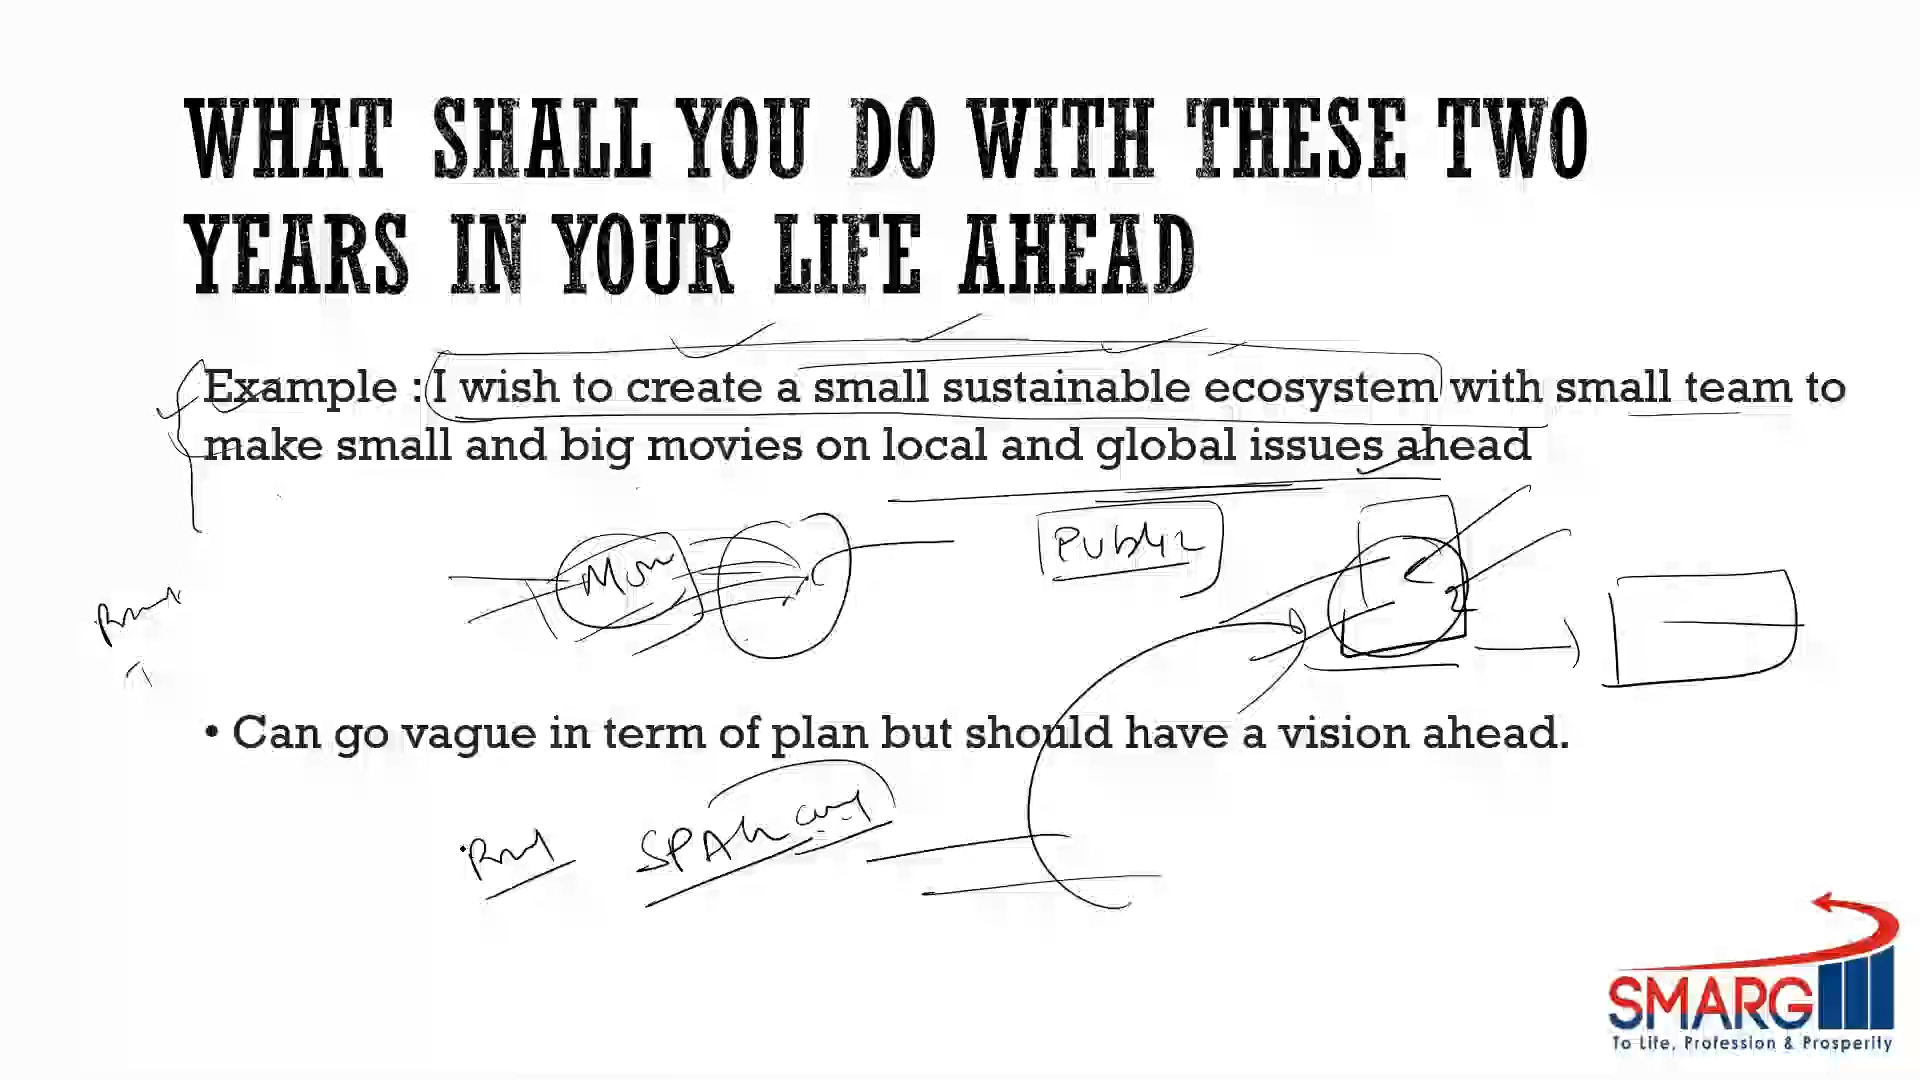 WHAT SHALL YOU DO WITH THESE TWO
YEARS IN YOUR LIFE AHEAD
Example : I wish to create a small sustainable ecosystem with small team to
make small and big movies on local and global issues ahead
Public
• Can go vague in term of plan but should have a vision ahead.
SMARG
To Life, Profession & Prosperity